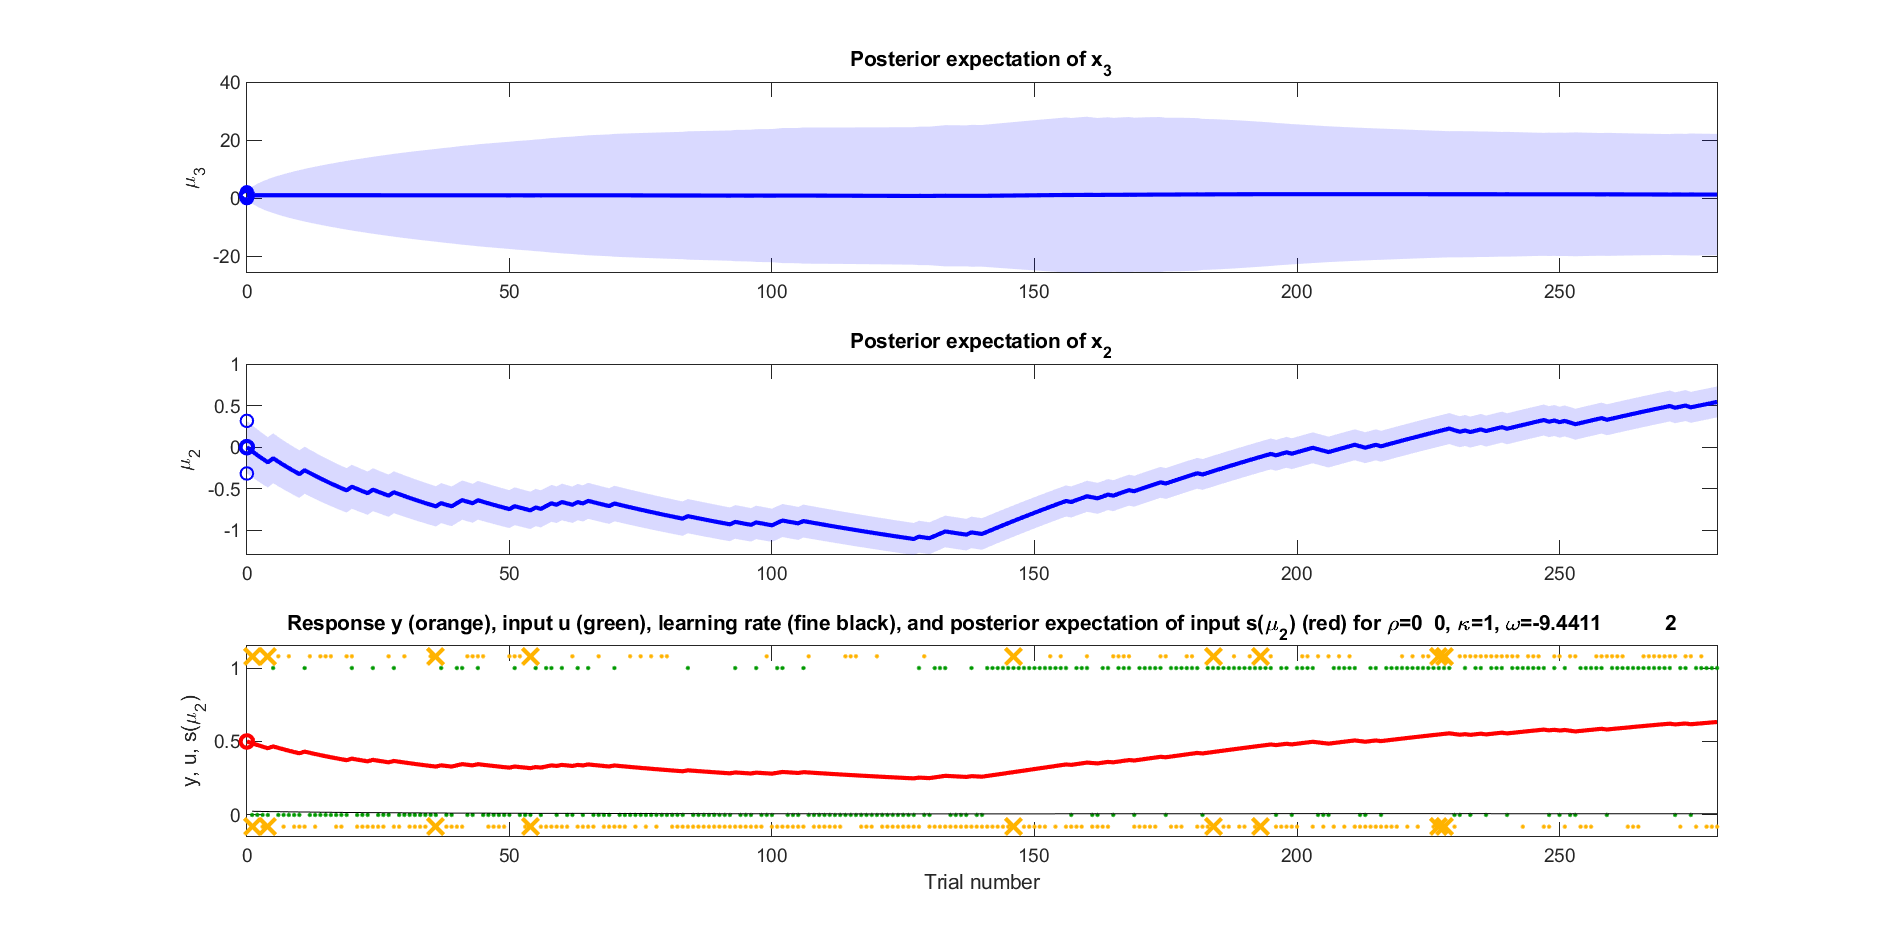 Posterior expectation of x₃
40
20
0
-20
μ₃
0 50 100 150 200 250
Posterior expectation of x₂
1
0.5
0
-0.5
-1
μ₂
0 50 100 150 200 250
Response y (orange), input u (green), learning rate (fine black), and posterior expectation of input s(μ₂) (red) for ρ=0 0, κ=1, ω=-9.4411 2
1
0.5
0
y, u, s(μ₂)
0 50 100 150 200 250
Trial number